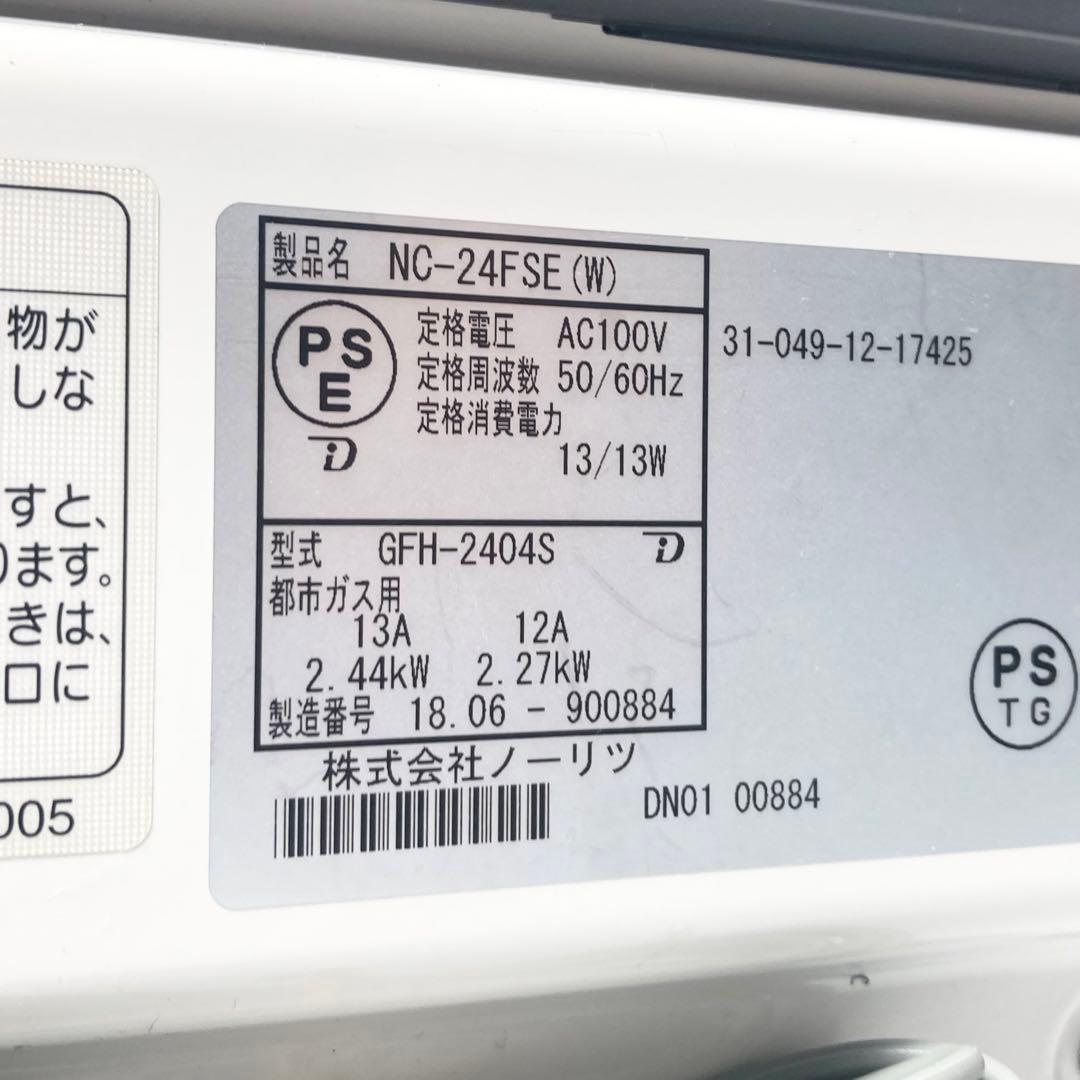 物が
しな
すと、
ります。
きは、
口に
005
製品名 NC-24FSE(W)
PS
E
定格電圧 AC100V
定格周波数 50/60Hz
定格消費電力
13/13W
31-049-12-17425
型式 GFH-2404S
都市ガス用
13A 12A
2.44kW 2.27kW
製造番号 18.06 - 900884
株式会社ノーリツ
DN01 00884
PS
TG